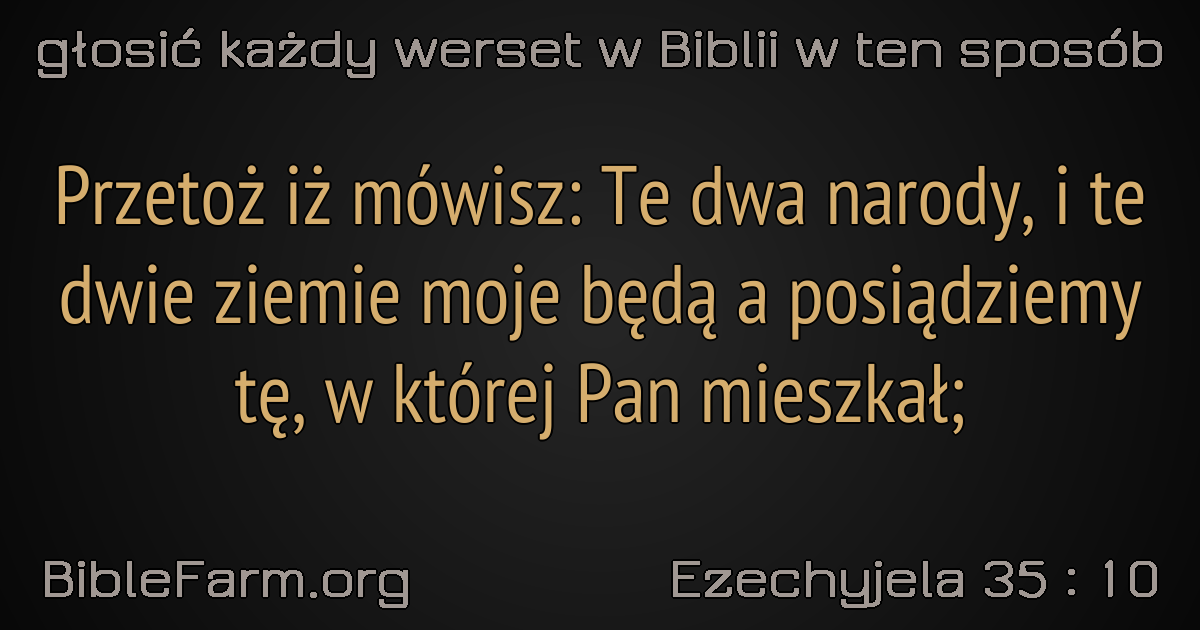 głosić każdy werset w Biblii w ten sposób
Przetoż iż mówisz: Te dwa narody, i te
dwie ziemie moje będą a posiądziemy
tę, w której Pan mieszkał;
BibleFarm.org
Ezechyjela 35 : 10